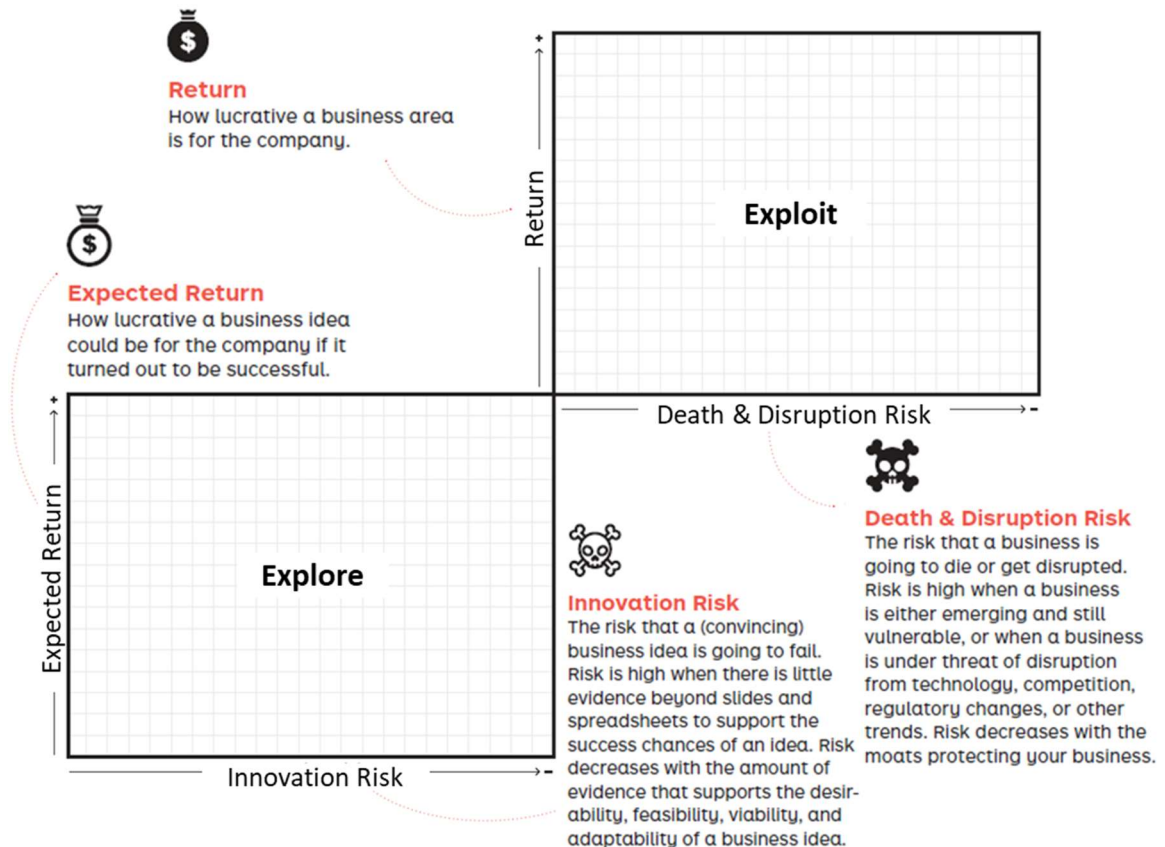 $
Return
How lucrative a business area
is for the company.
$
Expected Return
How lucrative a business idea
could be for the company if it
turned out to be successful.
+
Return
Exploit
Death & Disruption Risk
-
+
Expected Return
Explore
Innovation Risk
-
Innovation Risk
The risk that a (convincing)
business idea is going to fail.
Risk is high when there is little
evidence beyond slides and
spreadsheets to support the
success chances of an idea. Risk
decreases with the amount of
evidence that supports the desir-
ability, feasibility, viability, and
adaptability of a business idea.
Death & Disruption Risk
The risk that a business is
going to die or get disrupted.
Risk is high when a business
is either emerging and still
vulnerable, or when a business
is under threat of disruption
from technology, competition,
regulatory changes, or other
trends. Risk decreases with the
moats protecting your business.